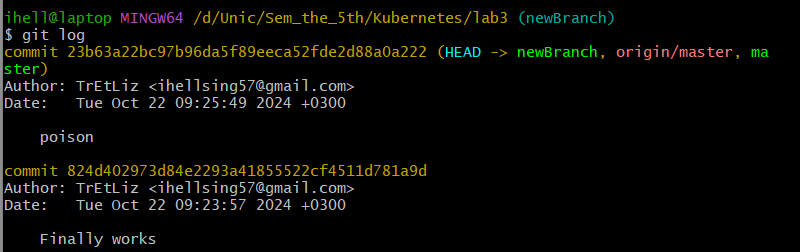 ihell@laptop MINGW64 /d/Unic/Sem_the_5th/Kubernetes/lab3 (newBranch)
$ git log
commit 23b63a22bc97b96da5f89eeca52fde2d88a0a222 (HEAD -> newBranch, origin/master, ma
ster)
Author: TrEtLiz <ihellsing57@gmail.com>
Date:   Tue Oct 22 09:25:49 2024 +0300
    poison
commit 824d402973d84e2293a41855522cf4511d781a9d
Author: TrEtLiz <ihellsing57@gmail.com>
Date:   Tue Oct 22 09:23:57 2024 +0300
    Finally works